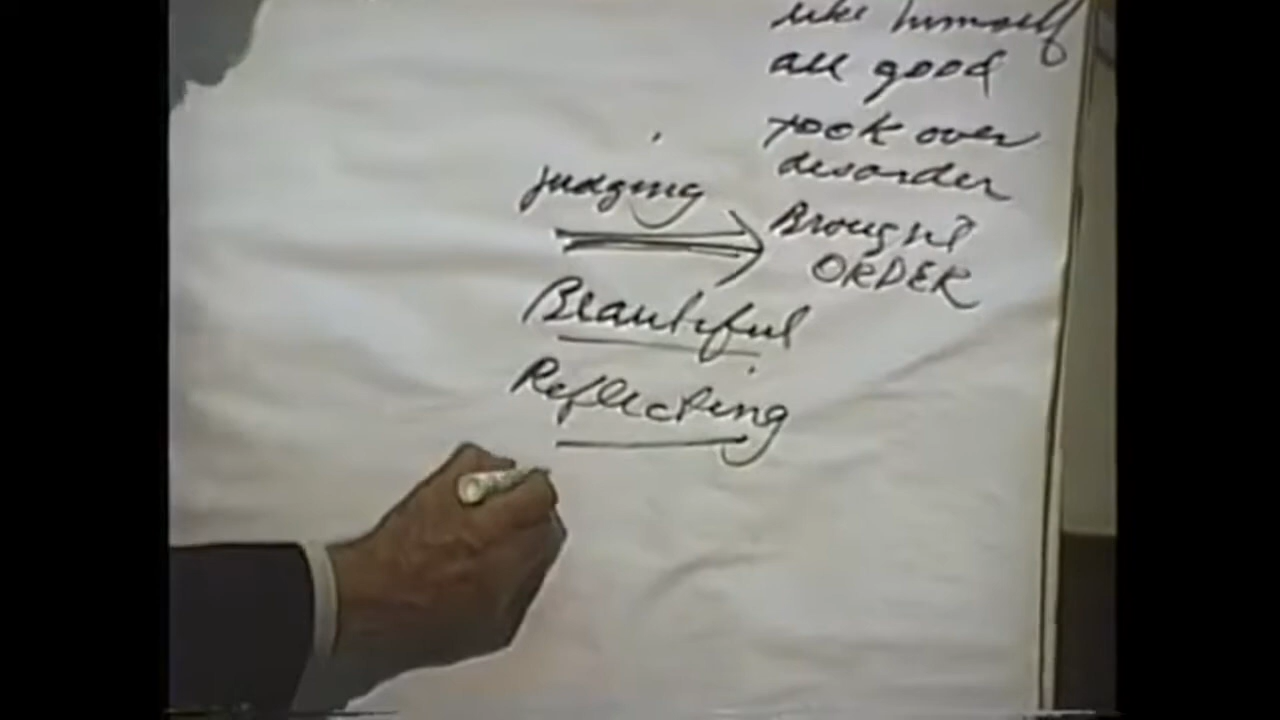 like himself
all good
took over
disorder
judging
Brought
ORDER
Beautiful
Reflecting